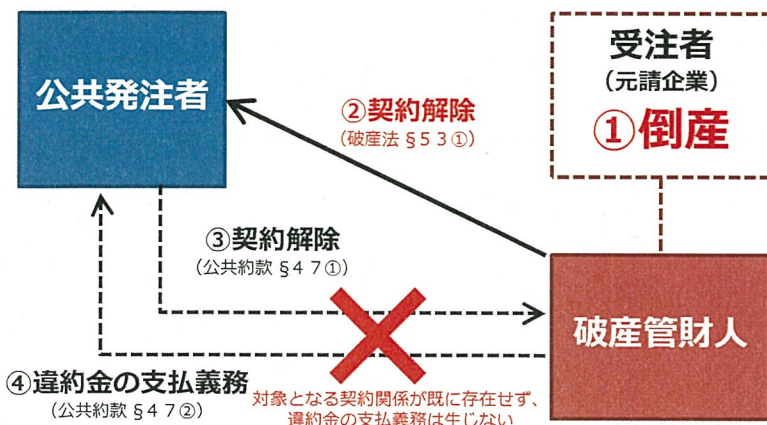 公共発注者
受注者
(元請企業)
①倒産
②契約解除
(破産法 §53①)
③契約解除
(公共約款 §47①)
破産管財人
④違約金の支払義務
(公共約款 §47②)
対象となる契約関係が既に存在せず、
違約金の支払義務は生じない